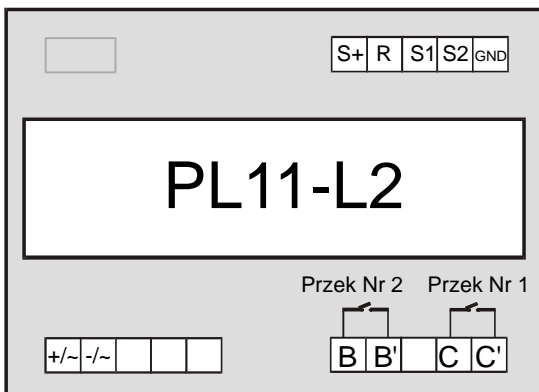 S+ R S1 S2 GND
PL11-L2
Przek Nr 2 Przek Nr 1
+/~ -/~ B B' C C'